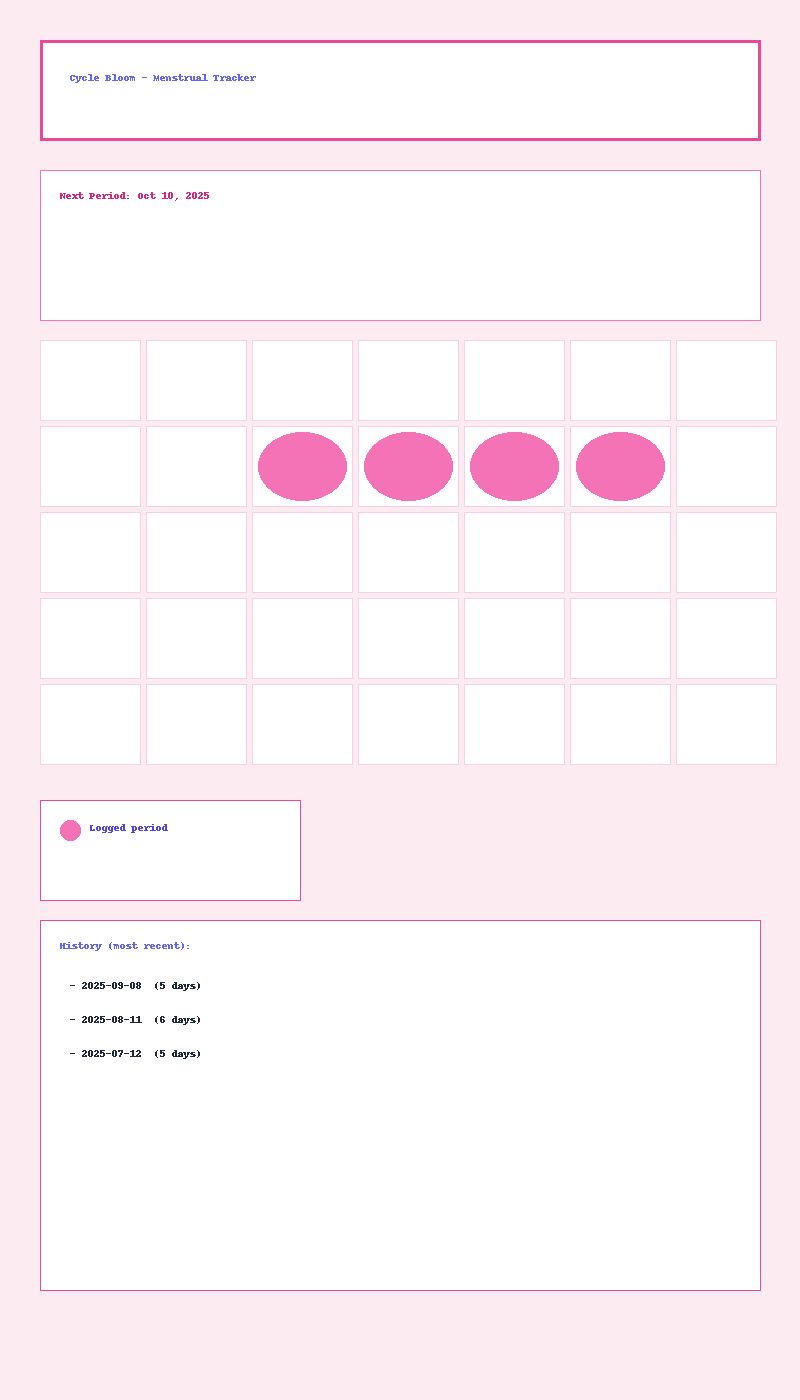 Cycle Bloom - Menstrual Tracker
Next Period: Oct 10, 2025
Logged period
History (most recent):
- 2025-09-08 (5 days)
- 2025-08-11 (6 days)
- 2025-07-12 (5 days)